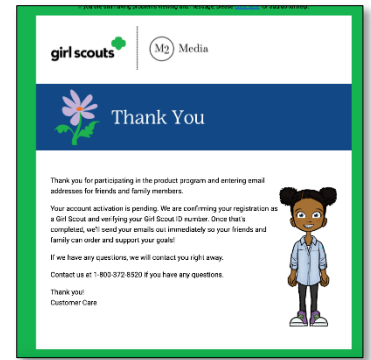 girl scouts
M2 Media
Thank You
Thank you for participating in the product program and entering email
addresses for friends and family members.
Your account activation is pending. We are confirming your registration as
a Girl Scout and verifying your Girl Scout ID number. Once that's
completed, we'll send your emails out immediately so your friends and
family can order and support your goals!
If we have any questions, we will contact you right away.
Contact us at 1-800-372-8520 if you have any questions.
Thank you!
Customer Care